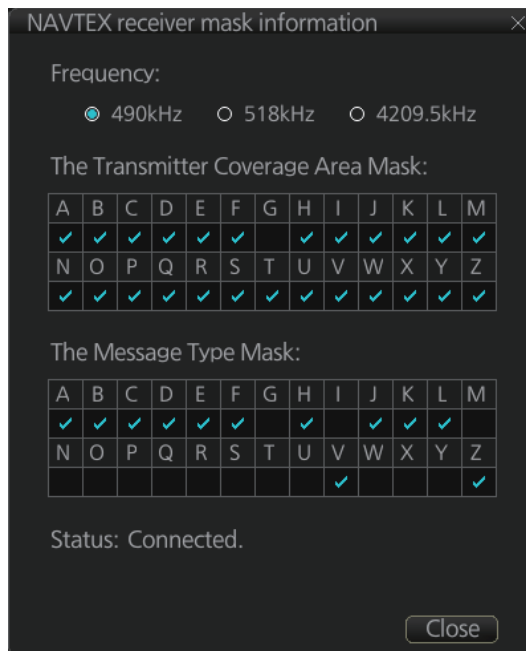 NAVTEX receiver mask information
Frequency:
490kHz 518kHz 4209.5kHz
The Transmitter Coverage Area Mask:
A B C D E F G H I J K L M
N O P Q R S T U V W X Y Z
The Message Type Mask:
A B C D E F G H I J K L M
N O P Q R S T U V W X Y Z
Status: Connected.
Close